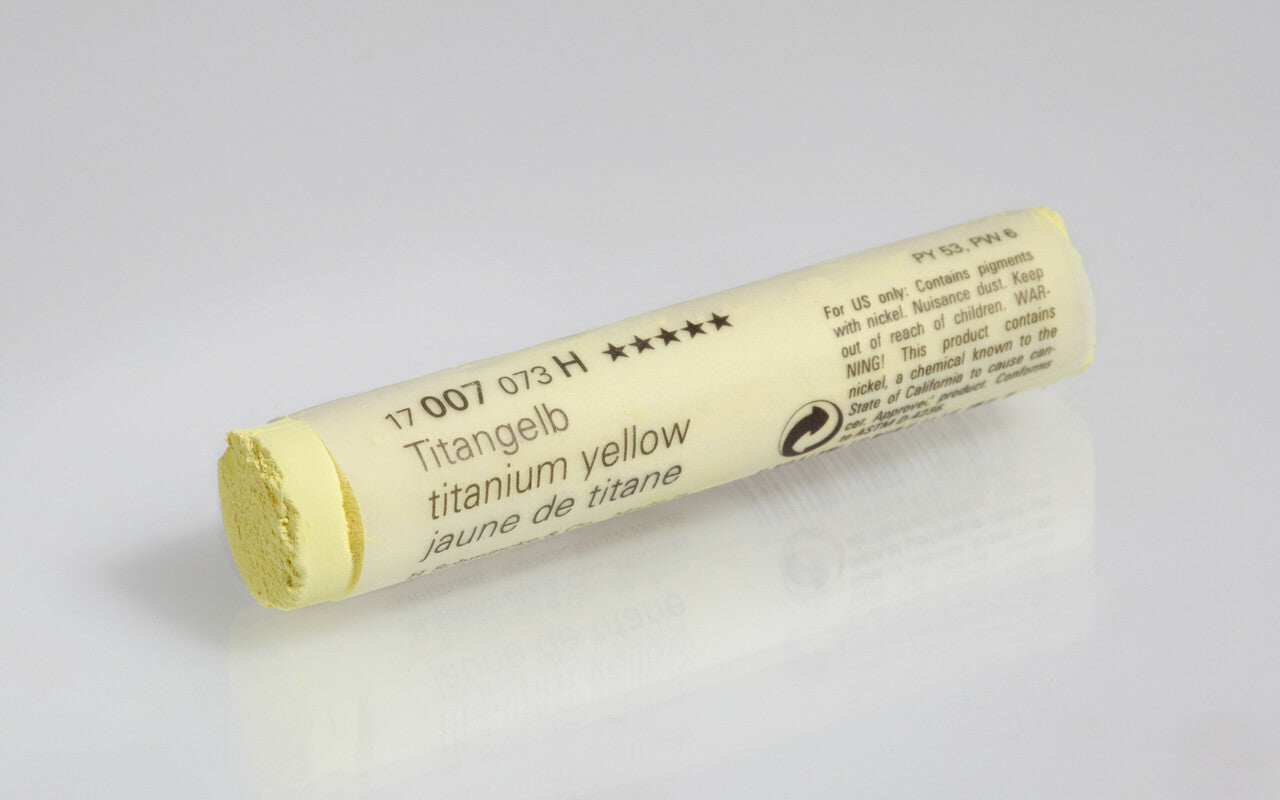 17 007 073 H ★★★★★
Titangelb
titanium yellow
jaune de titane
H. Schmincke & Co.
PY 53, PW 6
For US only: Contains pigments
with nickel. Nuisance dust. Keep
out of reach of children. WAR-
NING! This product contains
nickel, a chemical known to the
State of California to cause can-
cer. Approved product. Conforms
to ASTM D-4236.